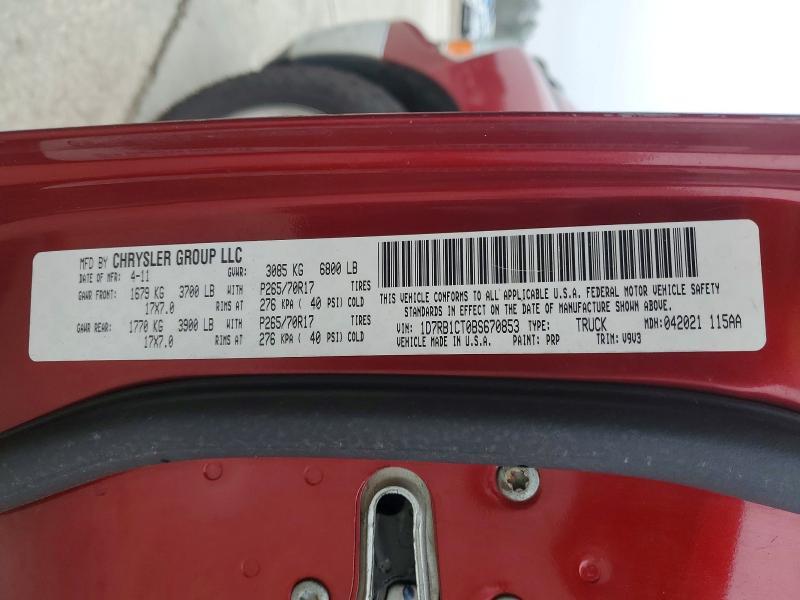 MFD BY CHRYSLER GROUP LLC
DATE OF MFR: 4-11 GVWR: 3085 KG 6800 LB
GAWR FRONT: 1679 KG 3700 LB WITH P265/70R17 TIRES
17X7.0 RIMS AT 276 KPA ( 40 PSI) COLD
GAWR REAR: 1770 KG 3900 LB WITH P265/70R17 TIRES
17X7.0 RIMS AT 276 KPA ( 40 PSI) COLD
THIS VEHICLE CONFORMS TO ALL APPLICABLE U.S.A. FEDERAL MOTOR VEHICLE SAFETY
STANDARDS IN EFFECT ON THE DATE OF MANUFACTURE SHOWN ABOVE.
VIN: 1D7RB1CT0BS670853 TYPE: TRUCK MDH:042021 115AA
VEHICLE MADE IN U.S.A. PAINT: PRP TRIM: V9V3